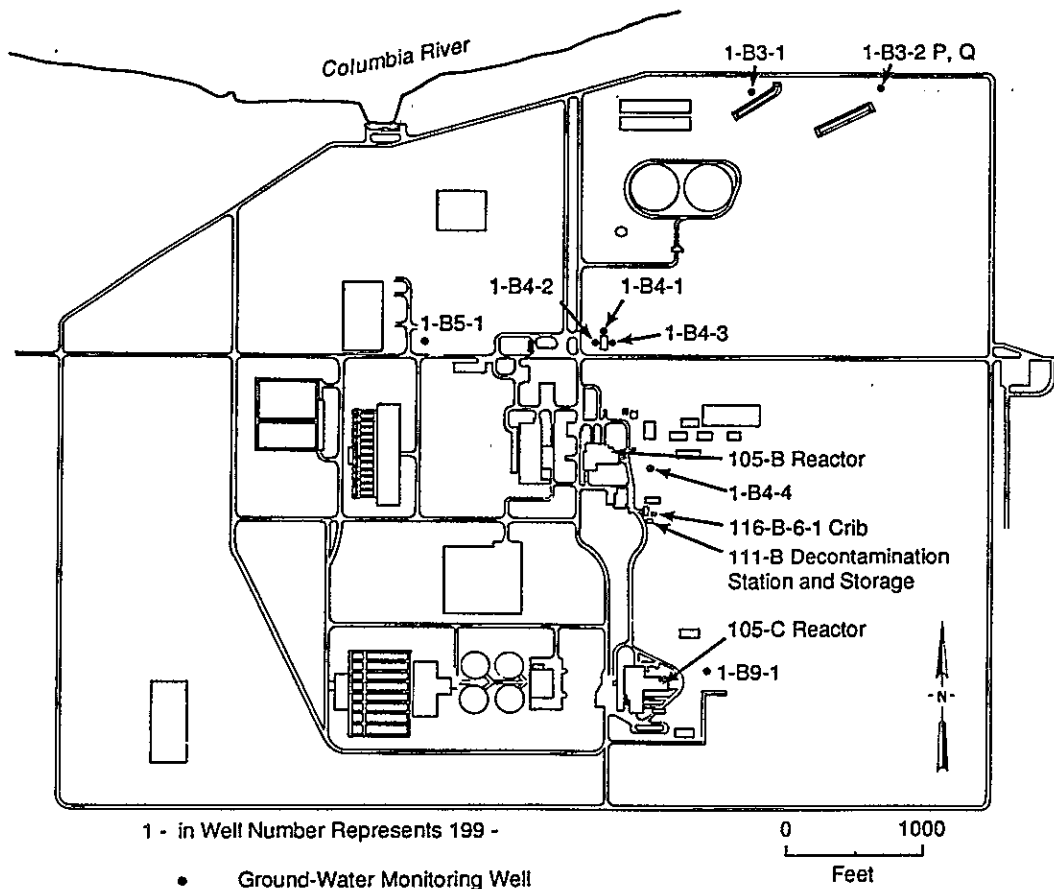 Columbia River
1-B3-1
1-B3-2 P, Q
1-B4-2
1-B4-1
1-B5-1
1-B4-3
105-B Reactor
1-B4-4
116-B-6-1 Crib
111-B Decontamination
Station and Storage
105-C Reactor
1-B9-1
-N-
1 - in Well Number Represents 199 -
0 1000
Feet
Ground-Water Monitoring Well